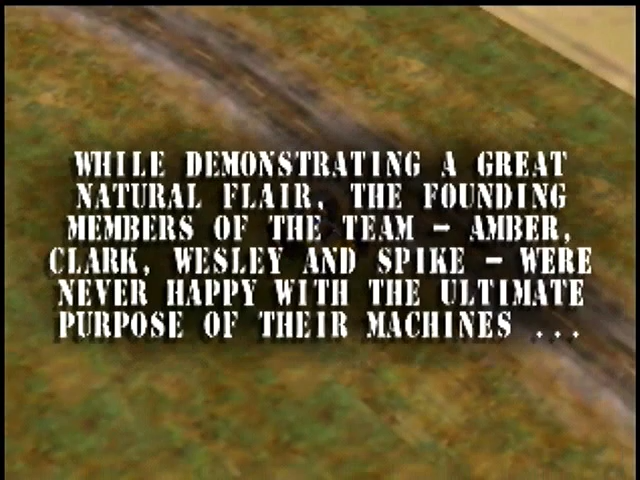 WHILE DEMONSTRATING A GREAT
NATURAL FLAIR, THE FOUNDING
MEMBERS OF THE TEAM – AMBER,
CLARK, WESLEY AND SPIKE – WERE
NEVER HAPPY WITH THE ULTIMATE
PURPOSE OF THEIR MACHINES ...